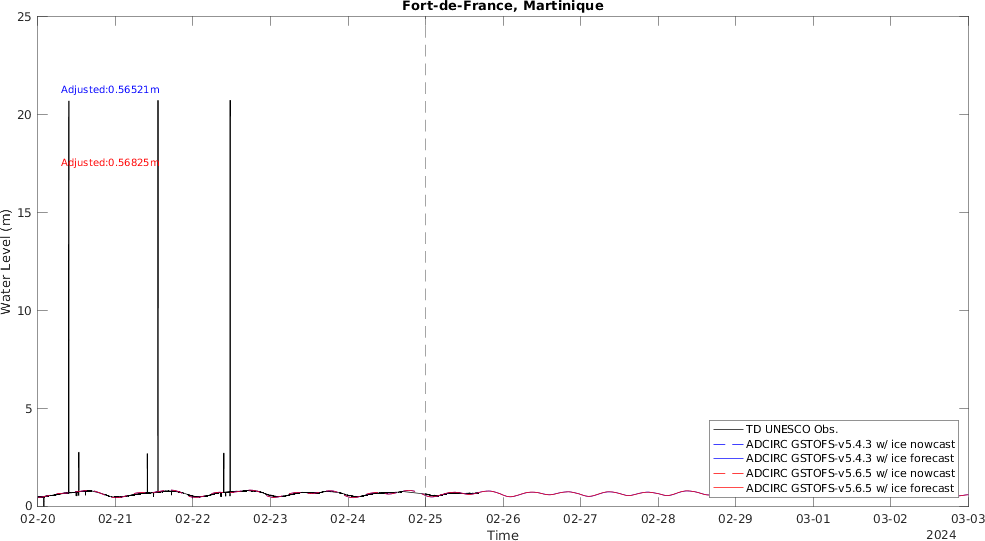 Fort-de-France, Martinique
25
20
15
10
5
0
Water Level (m)
Adjusted:0.56521m
Adjusted:0.56825m
TD UNESCO Obs.
ADCIRC GSTOFS-v5.4.3 w/ ice nowcast
ADCIRC GSTOFS-v5.4.3 w/ ice forecast
ADCIRC GSTOFS-v5.6.5 w/ ice nowcast
ADCIRC GSTOFS-v5.6.5 w/ ice forecast
02-20 02-21 02-22 02-23 02-24 02-25 02-26 02-27 02-28 02-29 03-01 03-02 03-03
Time
2024